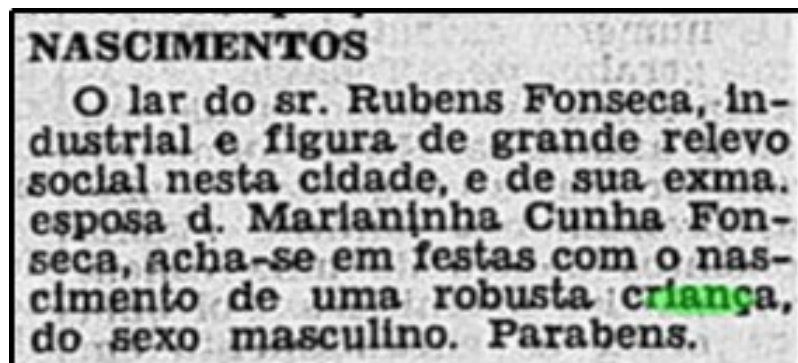 NASCIMENTOS
O lar do sr. Rubens Fonseca, in-
dustrial e figura de grande relevo
social nesta cidade, e de sua exma.
esposa d. Marianinha Cunha Fon-
seca, acha-se em festas com o nas-
cimento de uma robusta criança,
do sexo masculino. Parabens.